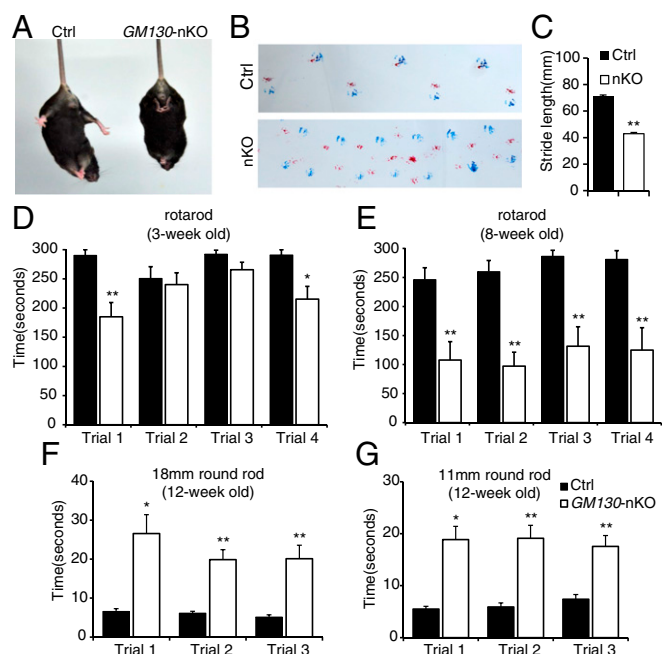 A
Ctrl GM130-nKO
B
Ctrl
nKO
C
Stride length(mm)
100
80
60
40
20
0
Ctrl
nKO
**
D
rotarod
(3-week old)
Time(seconds)
300
250
200
150
100
50
0
**
*
Trial 1 Trial 2 Trial 3 Trial 4
E
rotarod
(8-week old)
Time(seconds)
300
250
200
150
100
50
0
** ** ** **
Trial 1 Trial 2 Trial 3 Trial 4
F
18mm round rod
(12-week old)
Time(seconds)
40
30
20
10
0
* ** **
Trial 1 Trial 2 Trial 3
G
11mm round rod
(12-week old)
Ctrl
GM130-nKO
Time(seconds)
30
20
10
0
* ** **
Trial 1 Trial 2 Trial 3